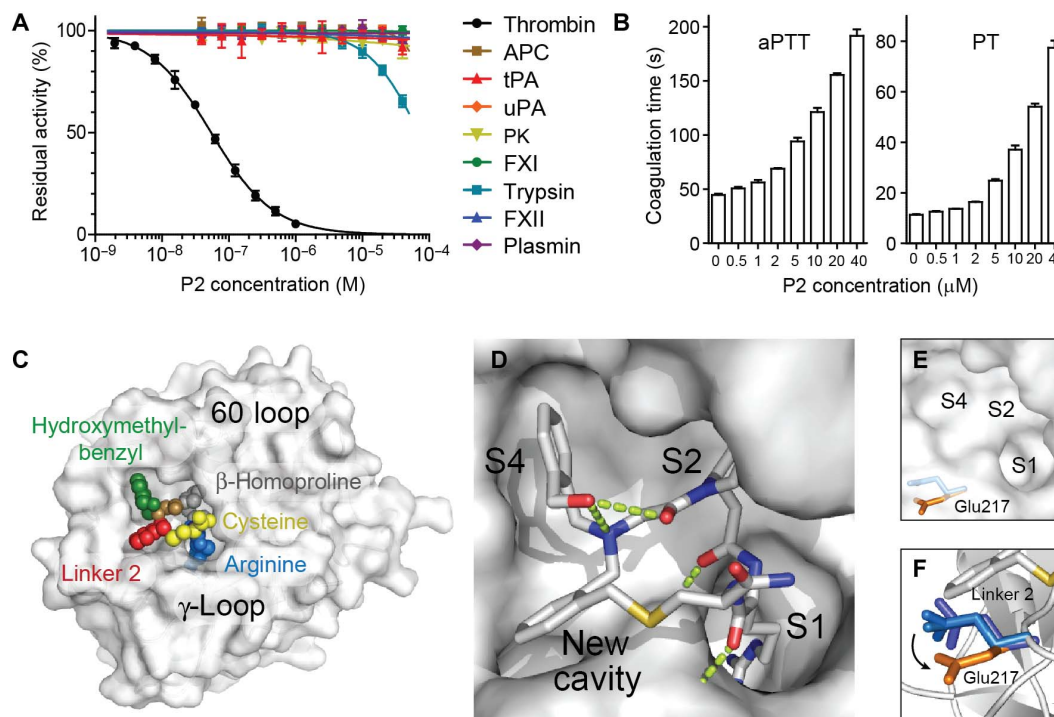 A
Residual activity (%)
100
50
0
10⁻⁹ 10⁻⁸ 10⁻⁷ 10⁻⁶ 10⁻⁵ 10⁻⁴
P2 concentration (M)
Thrombin
APC
tPA
uPA
PK
FXI
Trypsin
FXII
Plasmin
B
aPTT
Coagulation time (s)
200
150
100
50
0
0 0.5 1 2 5 10 20 40
PT
80
60
40
20
0
0 0.5 1 2 5 10 20 4
P2 concentration (μM)
C
60 loop
Hydroxymethyl-
benzyl
β-Homoproline
Cysteine
Linker 2
Arginine
γ-Loop
D
S4
S2
S1
New
cavity
E
S4
S2
S1
Glu217
F
Linker 2
Glu217